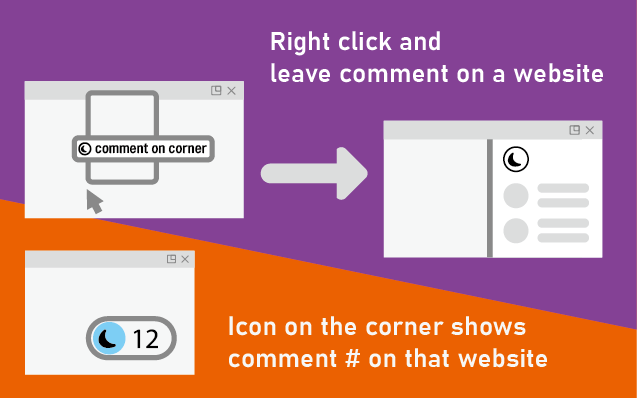 Right click and
leave comment on a website
comment on corner
12
Icon on the corner shows
comment # on that website